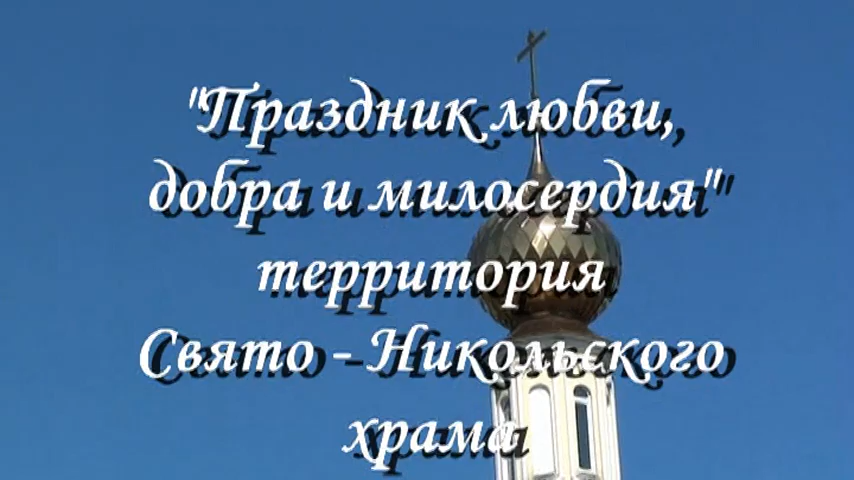 "Праздник любви,
добра и милосердия"
территория
Свято - Никольского
храма